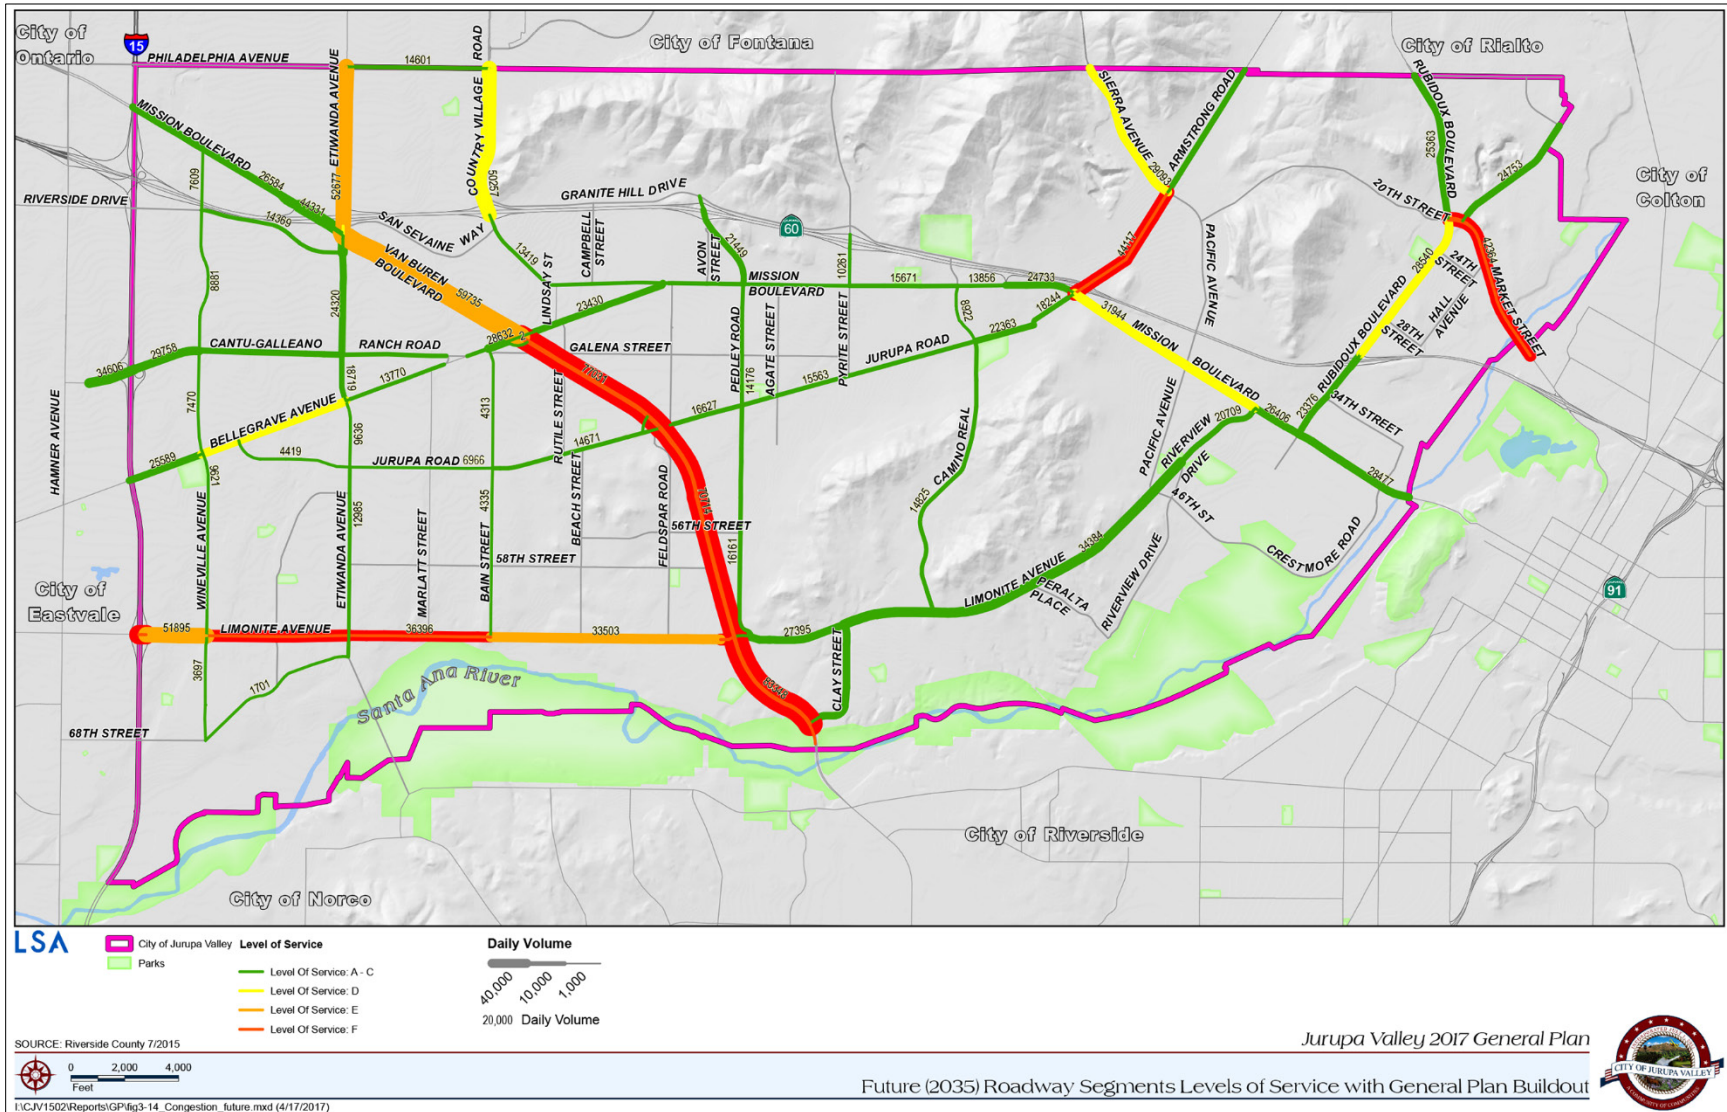 City of
Ontario
15
PHILADELPHIA AVENUE
14601
City of Fontana
City of Rialto
City of
Colton
MISSION BOULEVARD
ETIWANDA AVENUE
52677
COUNTRY VILLAGE ROAD
50257
SIERRA AVENUE
29093
ARMSTRONG ROAD
RUBIDOUX BOULEVARD
25363
24753
20TH STREET
7609
26584
44331
14369
RIVERSIDE DRIVE
SAN SEVAINE WAY
GRANITE HILL DRIVE
60
CAMPBELL
STREET
AVON
STREET
21449
13419
LINDSAY ST
VAN BUREN
BOULEVARD
59735
8881
24320
10261
MISSION
BOULEVARD
15671
13856
24733
44117
PACIFIC AVENUE
28540
24TH
STREET
42364
MARKET STREET
HALL
AVENUE
28TH
STREET
RUBIDOUX BOULEVARD
23430
28632
8922
18244
31944
MISSION
BOULEVARD
22363
JURUPA ROAD
15563
34606
29758
CANTU-GALLEANO
RANCH ROAD
GALENA STREET
PEDLEY ROAD
14176
AGATE STREET
PYRITE STREET
18719
13770
7470
BELLEGRAVE AVENUE
4313
RUTILE STREET
16627
14671
9636
25589
4419
JURUPA ROAD
6966
HAMNER AVENUE
20709
26406
23376
34TH STREET
RIVERVIEW
DRIVE
PACIFIC AVENUE
28477
CAMINO REAL
14825
WINEVILLE AVENUE
ETIWANDA AVENUE
12985
MARLATT STREET
BAIN STREET
4335
BEACH STREET
FELDSPAR ROAD
70715
56TH STREET
16161
58TH STREET
46TH ST
CRESTMORE ROAD
34384
LIMONITE AVENUE
PERALTA
PLACE
RIVERVIEW DRIVE
91
City of
Eastvale
51895
LIMONITE AVENUE
36396
33503
27395
CLAY STREET
3697
1701
Santa Ana River
68TH STREET
City of Riverside
City of Norco
LSA
City of Jurupa Valley
Parks
Level of Service
Level Of Service: A - C
Level Of Service: D
Level Of Service: E
Level Of Service: F
Daily Volume
40,000
10,000
1,000
20,000 Daily Volume
SOURCE: Riverside County 7/2015
0 2,000 4,000
Feet
I:\CJV1502\Reports\GP\fig3-14_Congestion_future.mxd (4/17/2017)
Jurupa Valley 2017 General Plan
Future (2035) Roadway Segments Levels of Service with General Plan Buildout
CITY OF JURUPA VALLEY